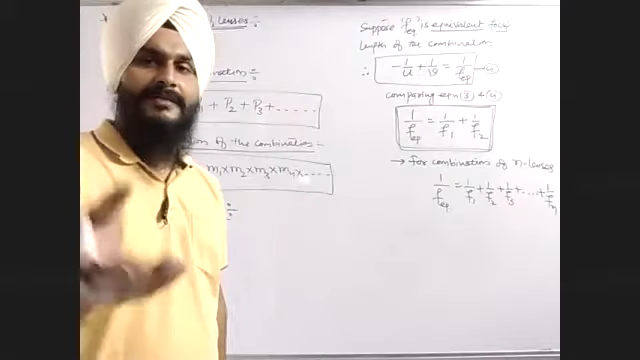 Lenses :-
P₂ + P₃ + ......
of the combination :-
m₁×m₂×m₃×m₄×....
Suppose 'f_eq' is equivalent focal
length of the combination
∴ -1/u + 1/v = 1/f_eq —(4)
comparing eqn (3) & (4)
1/f_eq = 1/f₁ + 1/f₂
→ for combination of n-lenses
1/f_eq = 1/f₁ + 1/f₂ + 1/f₃ + .... + 1/f_n